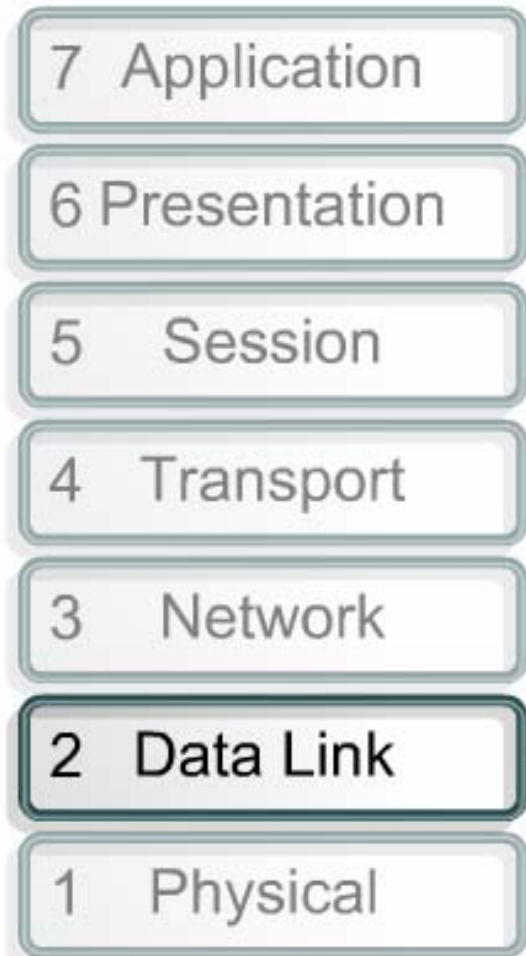 7 Application
6 Presentation
5 Session
4 Transport
3 Network
2 Data Link
1 Physical